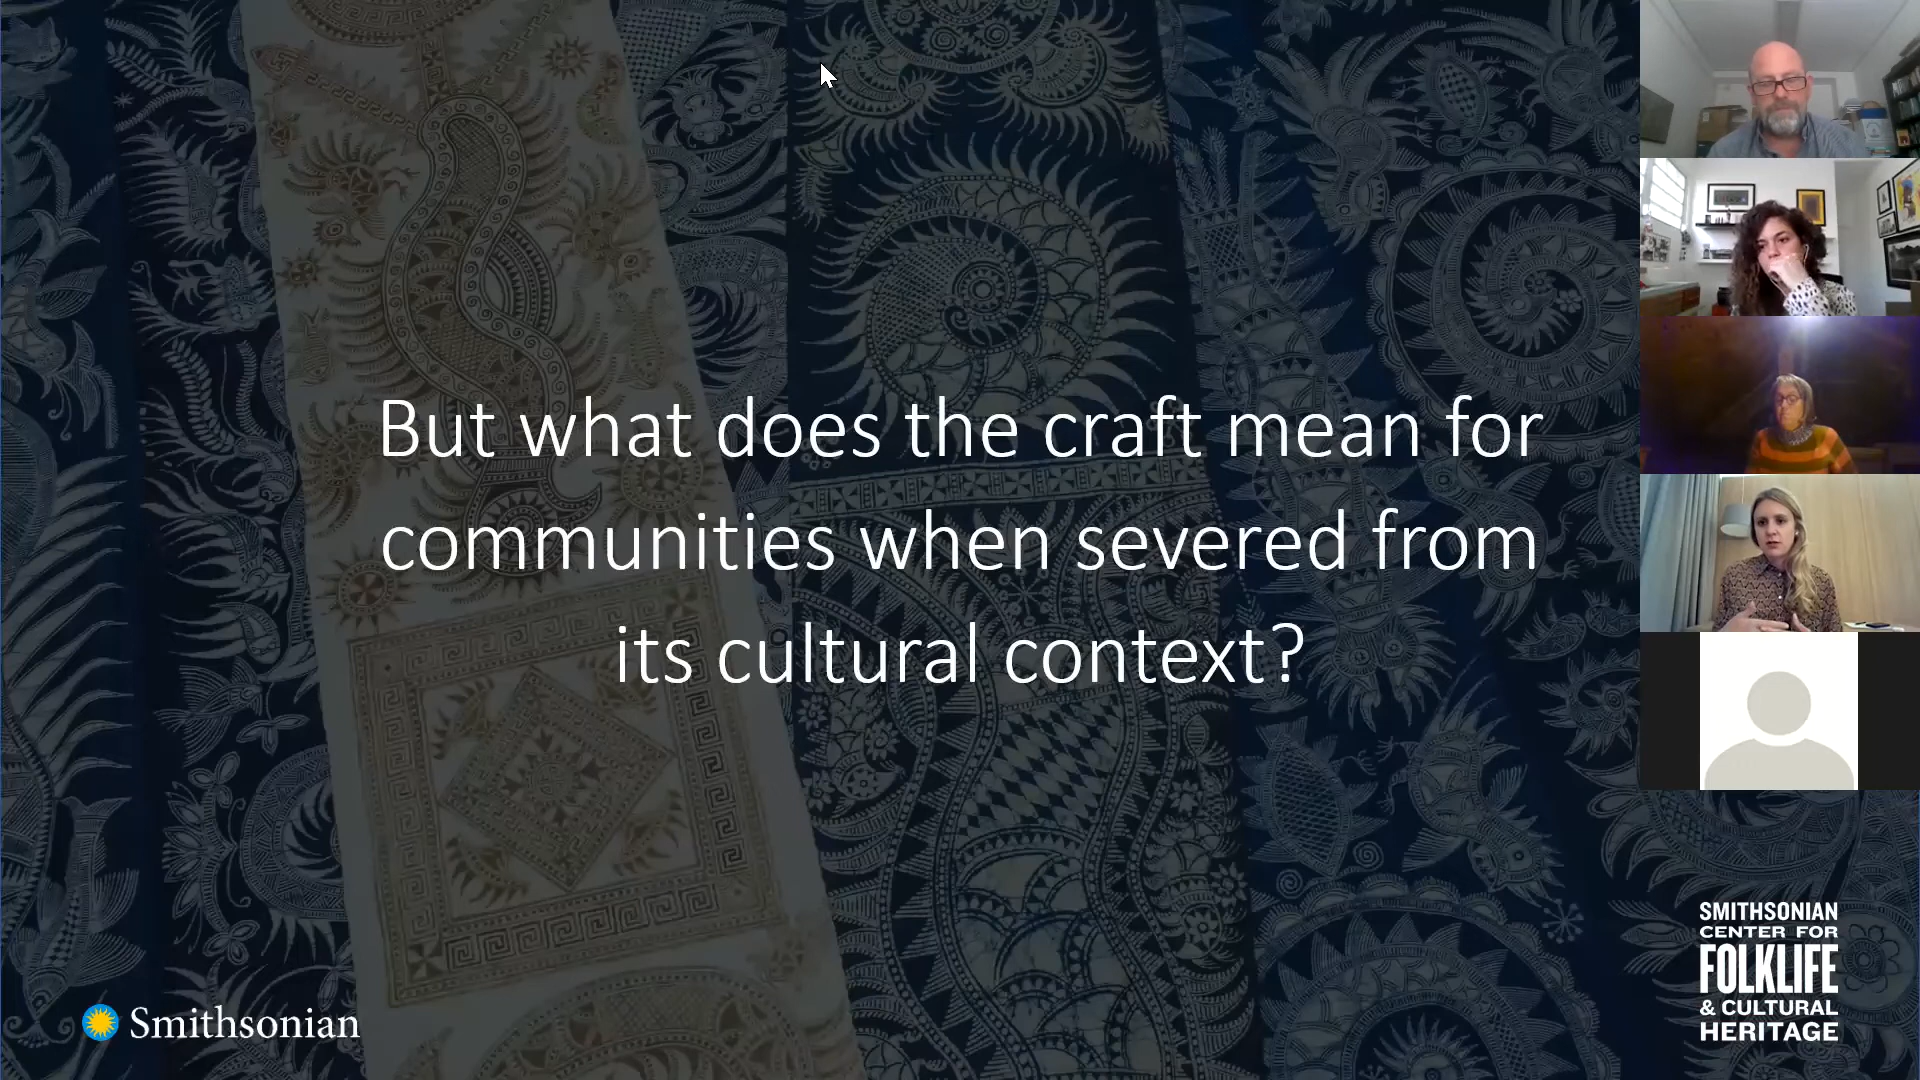 But what does the craft mean for
communities when severed from
its cultural context?
Smithsonian
SMITHSONIAN
CENTER FOR
FOLKLIFE
& CULTURAL
HERITAGE